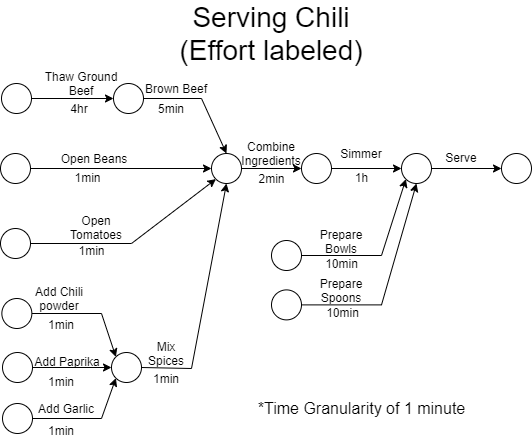 Serving Chili
(Effort labeled)
Thaw Ground
Beef
4hr
Brown Beef
5min
Open Beans
1min
Combine
Ingredients
2min
Simmer
1h
Serve
Open
Tomatoes
1min
Prepare
Bowls
10min
Prepare
Spoons
10min
Add Chili
powder
1min
Add Paprika
1min
Mix
Spices
1min
Add Garlic
1min
*Time Granularity of 1 minute